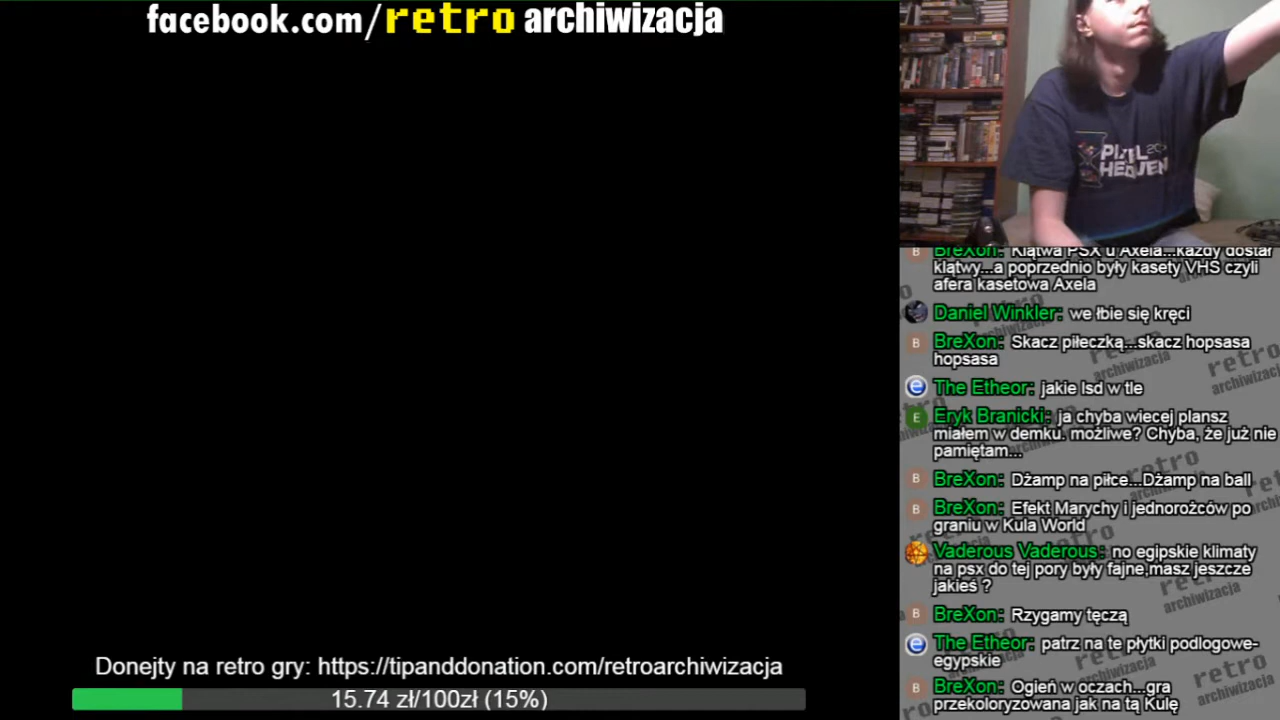 facebook.com/retro archiwizacja
PIXEL
HEAVEN
BreXon: Klątwa PSX u Axela...każdy dostał
klątwy...a poprzednio były kasety VHS czyli
afera kasetowa Axela
Daniel Winkler: we łbie się kręci
BreXon: Skacz piłeczką...skacz hopsasa
hopsasa
The Etheor: jakie lsd w tle
Eryk Branicki: ja chyba wiecej plansz
miałem w demku. możliwe? Chyba, że już nie
pamiętam...
BreXon: Dżamp na piłce...Dżamp na ball
BreXon: Efekt Marychy i jednorożców po
graniu w Kula World
Vaderous Vaderous: no egipskie klimaty
na psx do tej pory były fajne,masz jeszcze
jakieś ?
BreXon: Rzygamy tęczą
The Etheor: patrz na te płytki podlogowe-
egypskie
BreXon: Ogień w oczach...gra
przekoloryzowana jak na tą Kulę
Donejty na retro gry: https://tipanddonation.com/retroarchiwizacja
15.74 zł/100zł (15%)